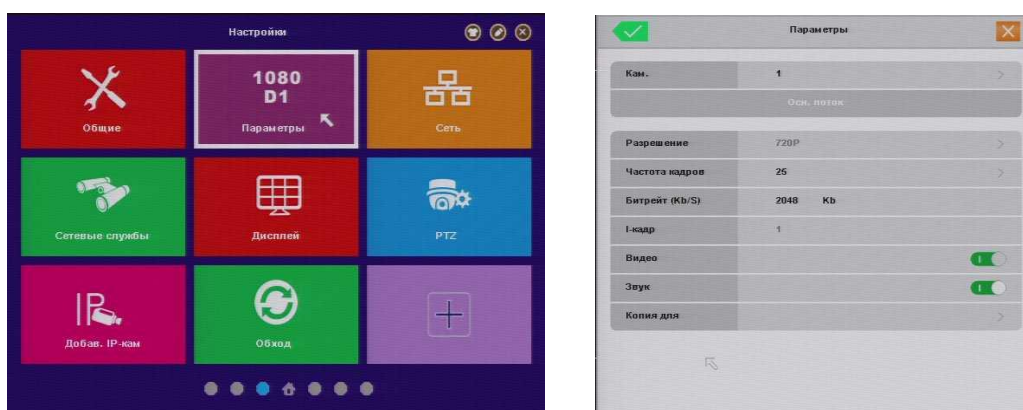 Настройки
1080
D1
Общие
Параметры
Сеть
Сетевые службы
Дисплей
PTZ
IP
Добав. IP-кам
Обход
Параметры
Кам. 1
Осн. поток
Разрешение 720P
Частота кадров 25
Битрейт (Kb/S) 2048 Kb
I-кадр 1
Видео
Звук
Копия для